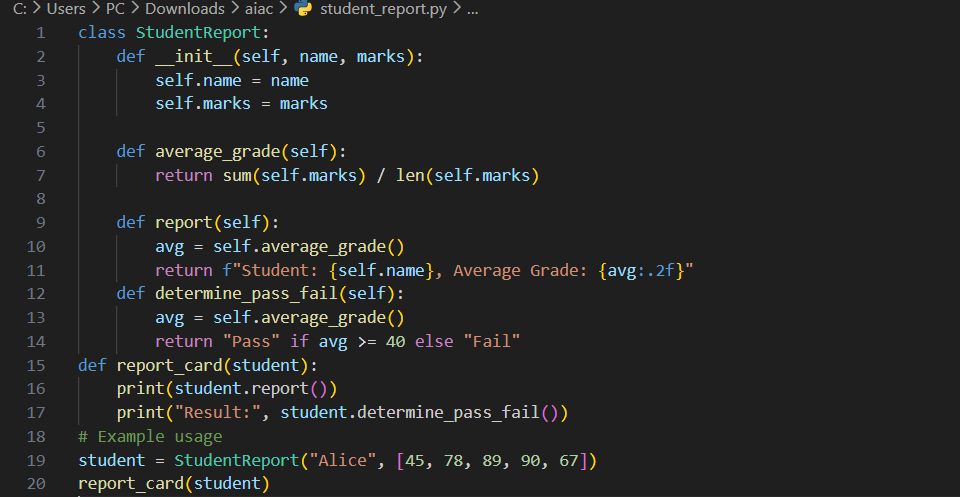 C: > Users > PC > Downloads > aiac > student_report.py > ...
1 class StudentReport:
2     def __init__(self, name, marks):
3         self.name = name
4         self.marks = marks
5
6     def average_grade(self):
7         return sum(self.marks) / len(self.marks)
8
9     def report(self):
10         avg = self.average_grade()
11         return f"Student: {self.name}, Average Grade: {avg:.2f}"
12     def determine_pass_fail(self):
13         avg = self.average_grade()
14         return "Pass" if avg >= 40 else "Fail"
15 def report_card(student):
16     print(student.report())
17     print("Result:", student.determine_pass_fail())
18 # Example usage
19 student = StudentReport("Alice", [45, 78, 89, 90, 67])
20 report_card(student)